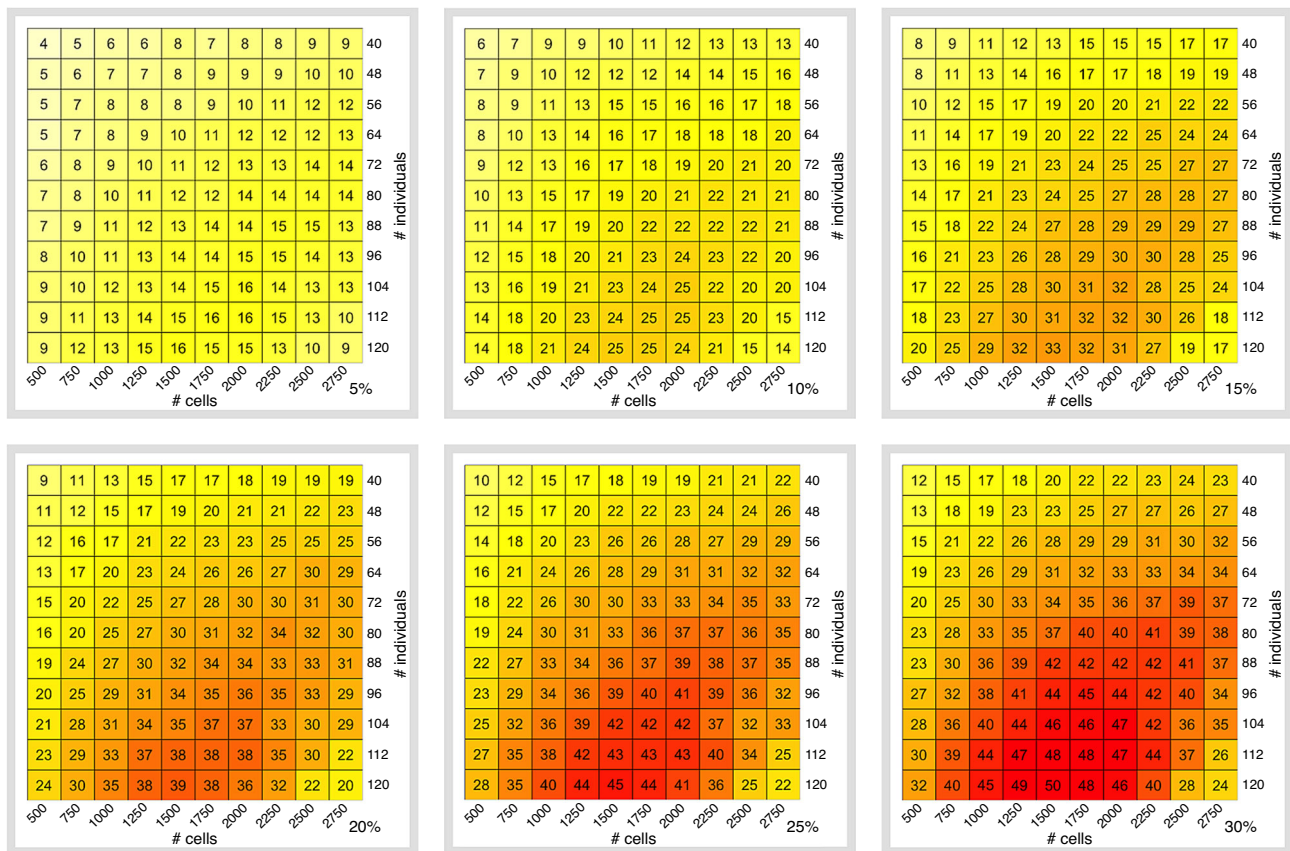 4 5 6 6 8 7 8 8 9 9 40
5 6 7 7 8 9 9 9 10 10 48
5 7 8 8 8 9 10 11 12 12 56
5 7 8 9 10 11 12 12 12 13 64
6 8 9 10 11 12 13 13 14 14 72
7 8 10 11 12 12 14 14 14 14 80
7 9 11 12 13 14 14 15 15 13 88
8 10 11 13 14 14 15 15 14 13 96
9 10 12 13 14 15 16 14 13 13 104
9 11 13 14 15 16 16 15 13 10 112
9 12 13 15 16 15 15 13 10 9 120
# individuals
500 750 1000 1250 1500 1750 2000 2250 2500 2750
# cells
5%
6 7 9 9 10 11 12 13 13 13 40
7 9 10 12 12 12 14 14 15 16 48
8 9 11 13 15 15 16 16 17 18 56
8 10 13 14 16 17 18 18 18 20 64
9 12 13 16 17 18 19 20 21 20 72
10 13 15 17 19 20 21 22 21 21 80
11 14 17 19 20 22 22 22 22 21 88
12 15 18 20 21 23 24 23 22 20 96
13 16 19 21 23 24 25 22 20 20 104
14 18 20 23 24 25 25 23 20 15 112
14 18 21 24 25 25 24 21 15 14 120
# individuals
500 750 1000 1250 1500 1750 2000 2250 2500 2750
# cells
10%
8 9 11 12 13 15 15 15 17 17 40
8 11 13 14 16 17 17 18 19 19 48
10 12 15 17 19 20 20 21 22 22 56
11 14 17 19 20 22 22 25 24 24 64
13 16 19 21 23 24 25 25 27 27 72
14 17 21 23 24 25 27 28 28 27 80
15 18 22 24 27 28 29 29 29 27 88
16 21 23 26 28 29 30 30 28 25 96
17 22 25 28 30 31 32 28 25 24 104
18 23 27 30 31 32 32 30 26 18 112
20 25 29 32 33 32 31 27 19 17 120
# individuals
500 750 1000 1250 1500 1750 2000 2250 2500 2750
# cells
15%
9 11 13 15 17 17 18 19 19 19 40
11 12 15 17 19 20 21 21 22 23 48
12 16 17 21 22 23 23 25 25 25 56
13 17 20 23 24 26 26 27 30 29 64
15 20 22 25 27 28 30 30 31 30 72
16 20 25 27 30 31 32 34 32 30 80
19 24 27 30 32 34 34 33 33 31 88
20 25 29 31 34 35 36 35 33 29 96
21 28 31 34 35 37 37 33 30 29 104
23 29 33 37 38 38 38 35 30 22 112
24 30 35 38 39 38 36 32 22 20 120
# individuals
500 750 1000 1250 1500 1750 2000 2250 2500 2750
# cells
20%
10 12 15 17 18 19 19 21 21 22 40
12 15 17 20 22 22 23 24 24 26 48
14 18 20 23 26 26 28 27 29 29 56
16 21 24 26 28 29 31 31 32 32 64
18 22 26 30 30 33 33 34 35 33 72
19 24 30 31 33 36 37 37 36 35 80
22 27 33 34 36 37 39 38 37 35 88
23 29 34 36 39 40 41 39 36 32 96
25 32 36 39 42 42 42 37 32 33 104
27 35 38 42 43 43 43 40 34 25 112
28 35 40 44 45 44 41 36 25 22 120
# individuals
500 750 1000 1250 1500 1750 2000 2250 2500 2750
# cells
25%
12 15 17 18 20 22 22 23 24 23 40
13 18 19 23 23 25 27 27 26 27 48
15 21 22 26 28 29 29 31 30 32 56
19 23 26 29 31 32 33 33 34 34 64
20 25 30 33 34 35 36 37 39 37 72
23 28 33 35 37 40 40 41 39 38 80
23 30 36 39 42 42 42 42 41 37 88
27 32 38 41 44 45 44 42 40 34 96
28 36 40 44 46 46 47 42 36 35 104
30 39 44 47 48 48 47 44 37 26 112
32 40 45 49 50 48 46 40 28 24 120
# individuals
500 750 1000 1250 1500 1750 2000 2250 2500 2750
# cells
30%